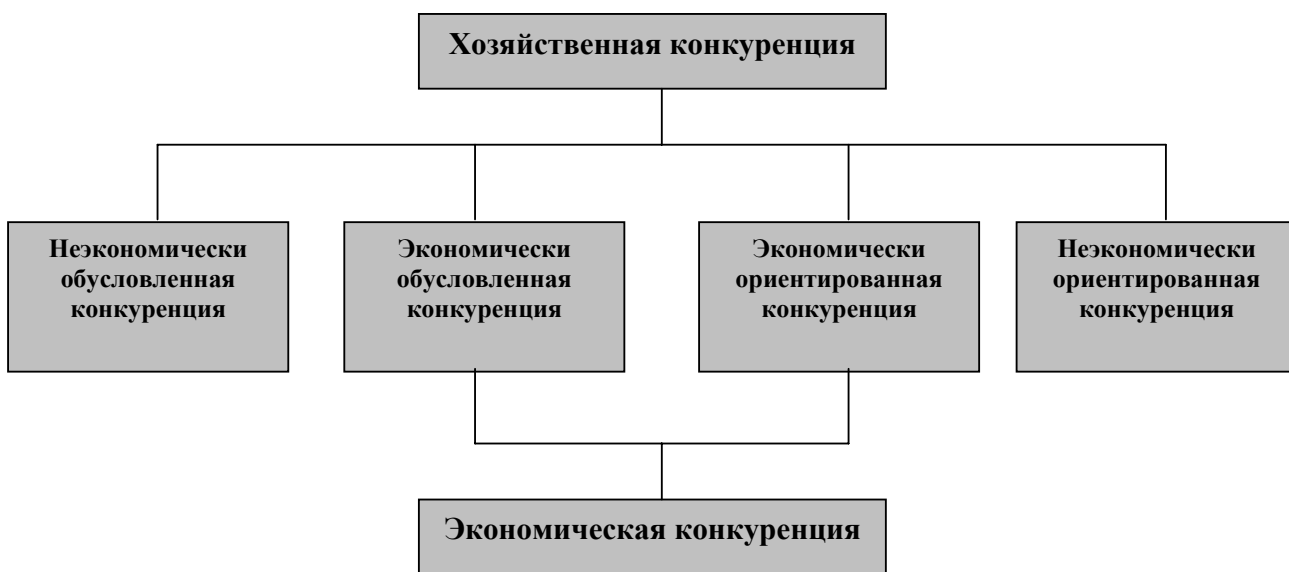 Хозяйственная конкуренция
Неэкономически
обусловленная
конкуренция
Экономически
обусловленная
конкуренция
Экономически
ориентированная
конкуренция
Неэкономически
ориентированная
конкуренция
Экономическая конкуренция